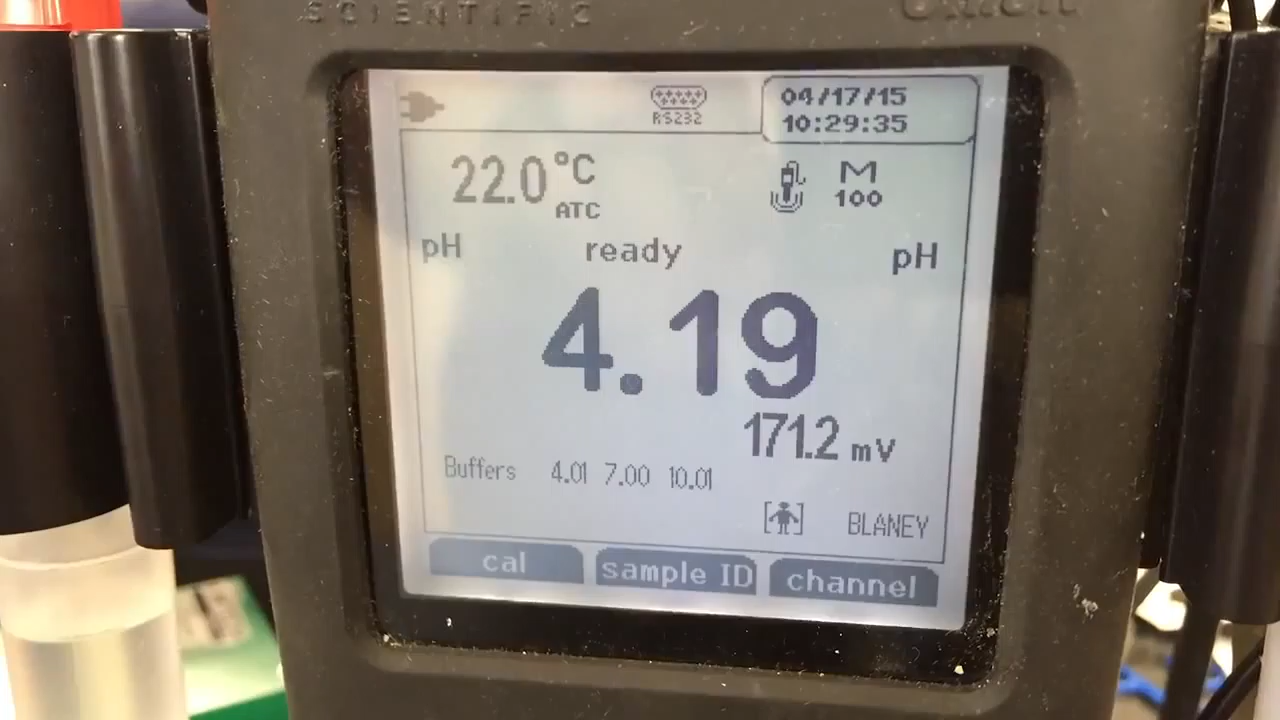 SCIENTIFIC
RS232
04/17/15
10:29:35
22.0 °C
ATC
M
100
pH ready pH
4.19
171.2 mV
Buffers 4.01 7.00 10.01
BLANEY
cal sample ID channel